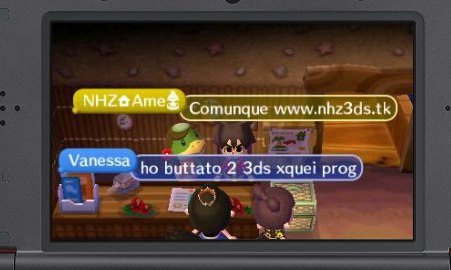 NHZ Ame
Comunque www.nhz3ds.tk
Vanessa
ho buttato 2 3ds xquei prog